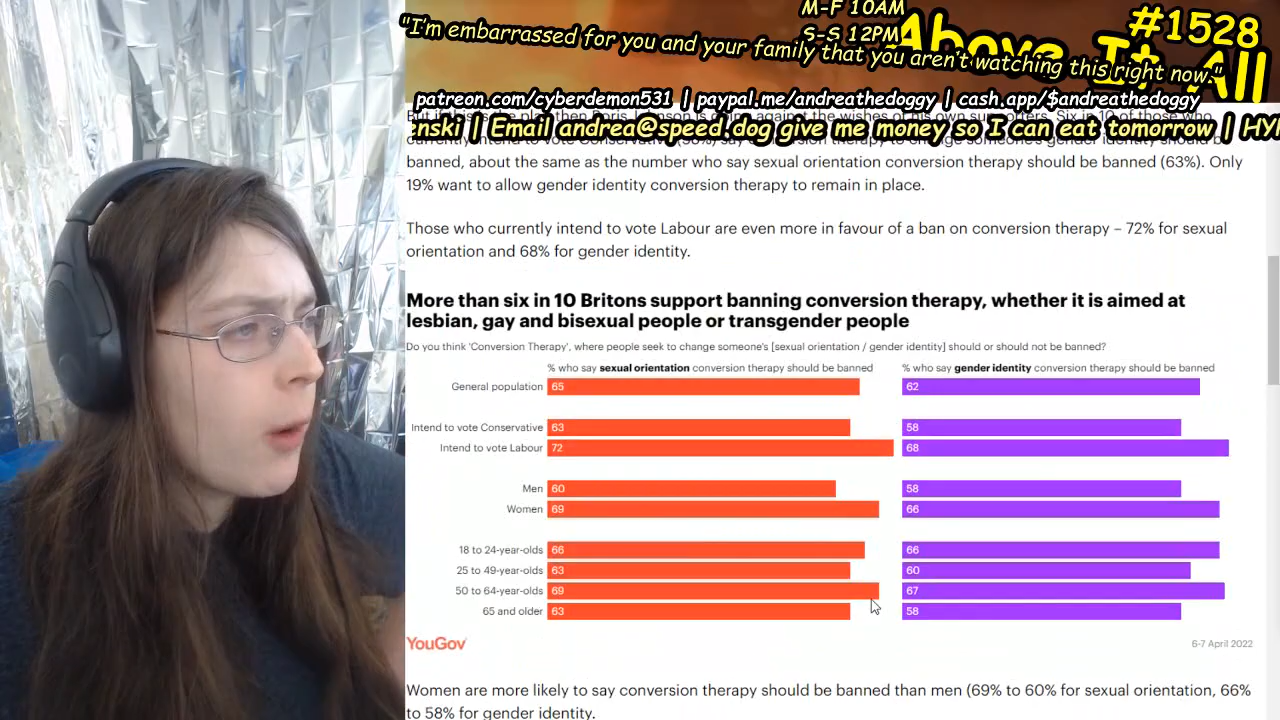 M-F 10AM
S-S 12PM
Above It All
#1528
"I'm embarrassed for you and your family that you aren't watching this right now."
patreon.com/cyberdemon531 | paypal.me/andreathedoggy | cash.app/$andreathedoggy
enski | Email andrea@speed.dog give me money so I can eat tomorrow | HY
banned, about the same as the number who say sexual orientation conversion therapy should be banned (63%). Only
19% want to allow gender identity conversion therapy to remain in place.
Those who currently intend to vote Labour are even more in favour of a ban on conversion therapy – 72% for sexual
orientation and 68% for gender identity.
More than six in 10 Britons support banning conversion therapy, whether it is aimed at
lesbian, gay and bisexual people or transgender people
Do you think 'Conversion Therapy', where people seek to change someone's [sexual orientation / gender identity] should or should not be banned?
% who say sexual orientation conversion therapy should be banned
% who say gender identity conversion therapy should be banned
General population 65 62
Intend to vote Conservative 63 58
Intend to vote Labour 72 68
Men 60 58
Women 69 66
18 to 24-year-olds 66 66
25 to 49-year-olds 63 60
50 to 64-year-olds 69 67
65 and older 63 58
YouGov
6-7 April 2022
Women are more likely to say conversion therapy should be banned than men (69% to 60% for sexual orientation, 66%
to 58% for gender identity.